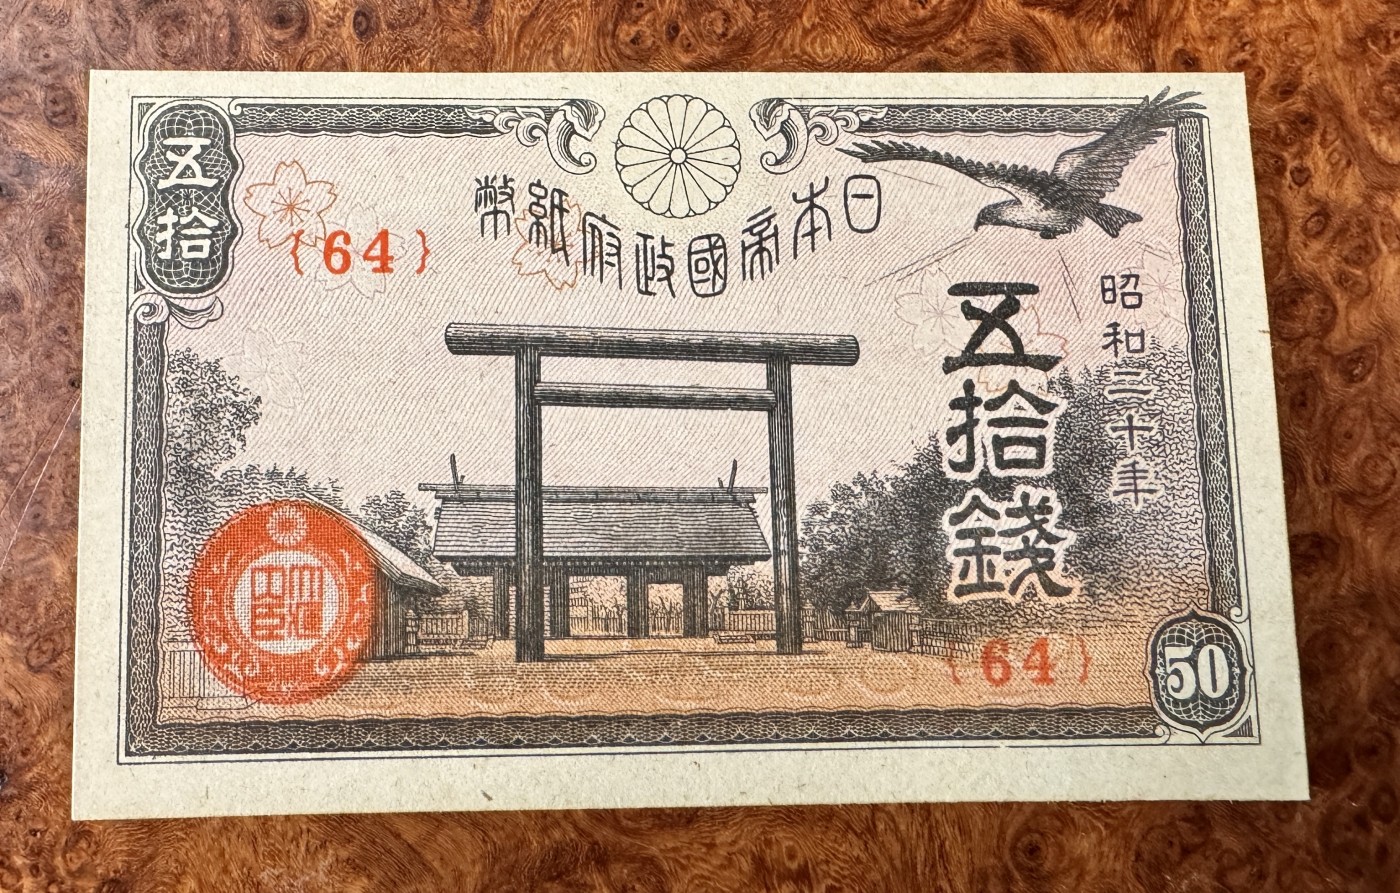 日本帝國政府紙幣
五拾
{64}
昭和二十年
五拾錢
{64}
50